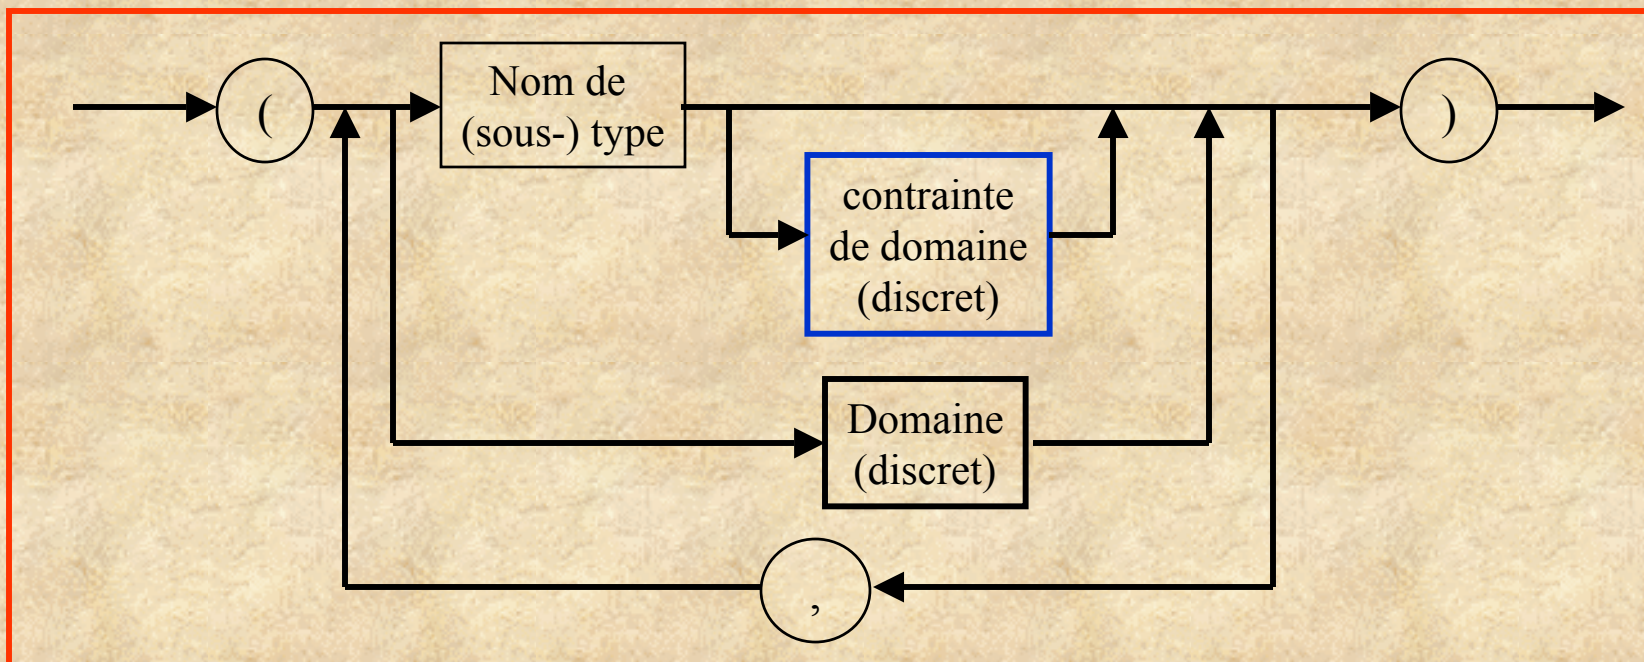 (
Nom de
(sous-) type
)
contrainte
de domaine
(discret)
Domaine
(discret)
,